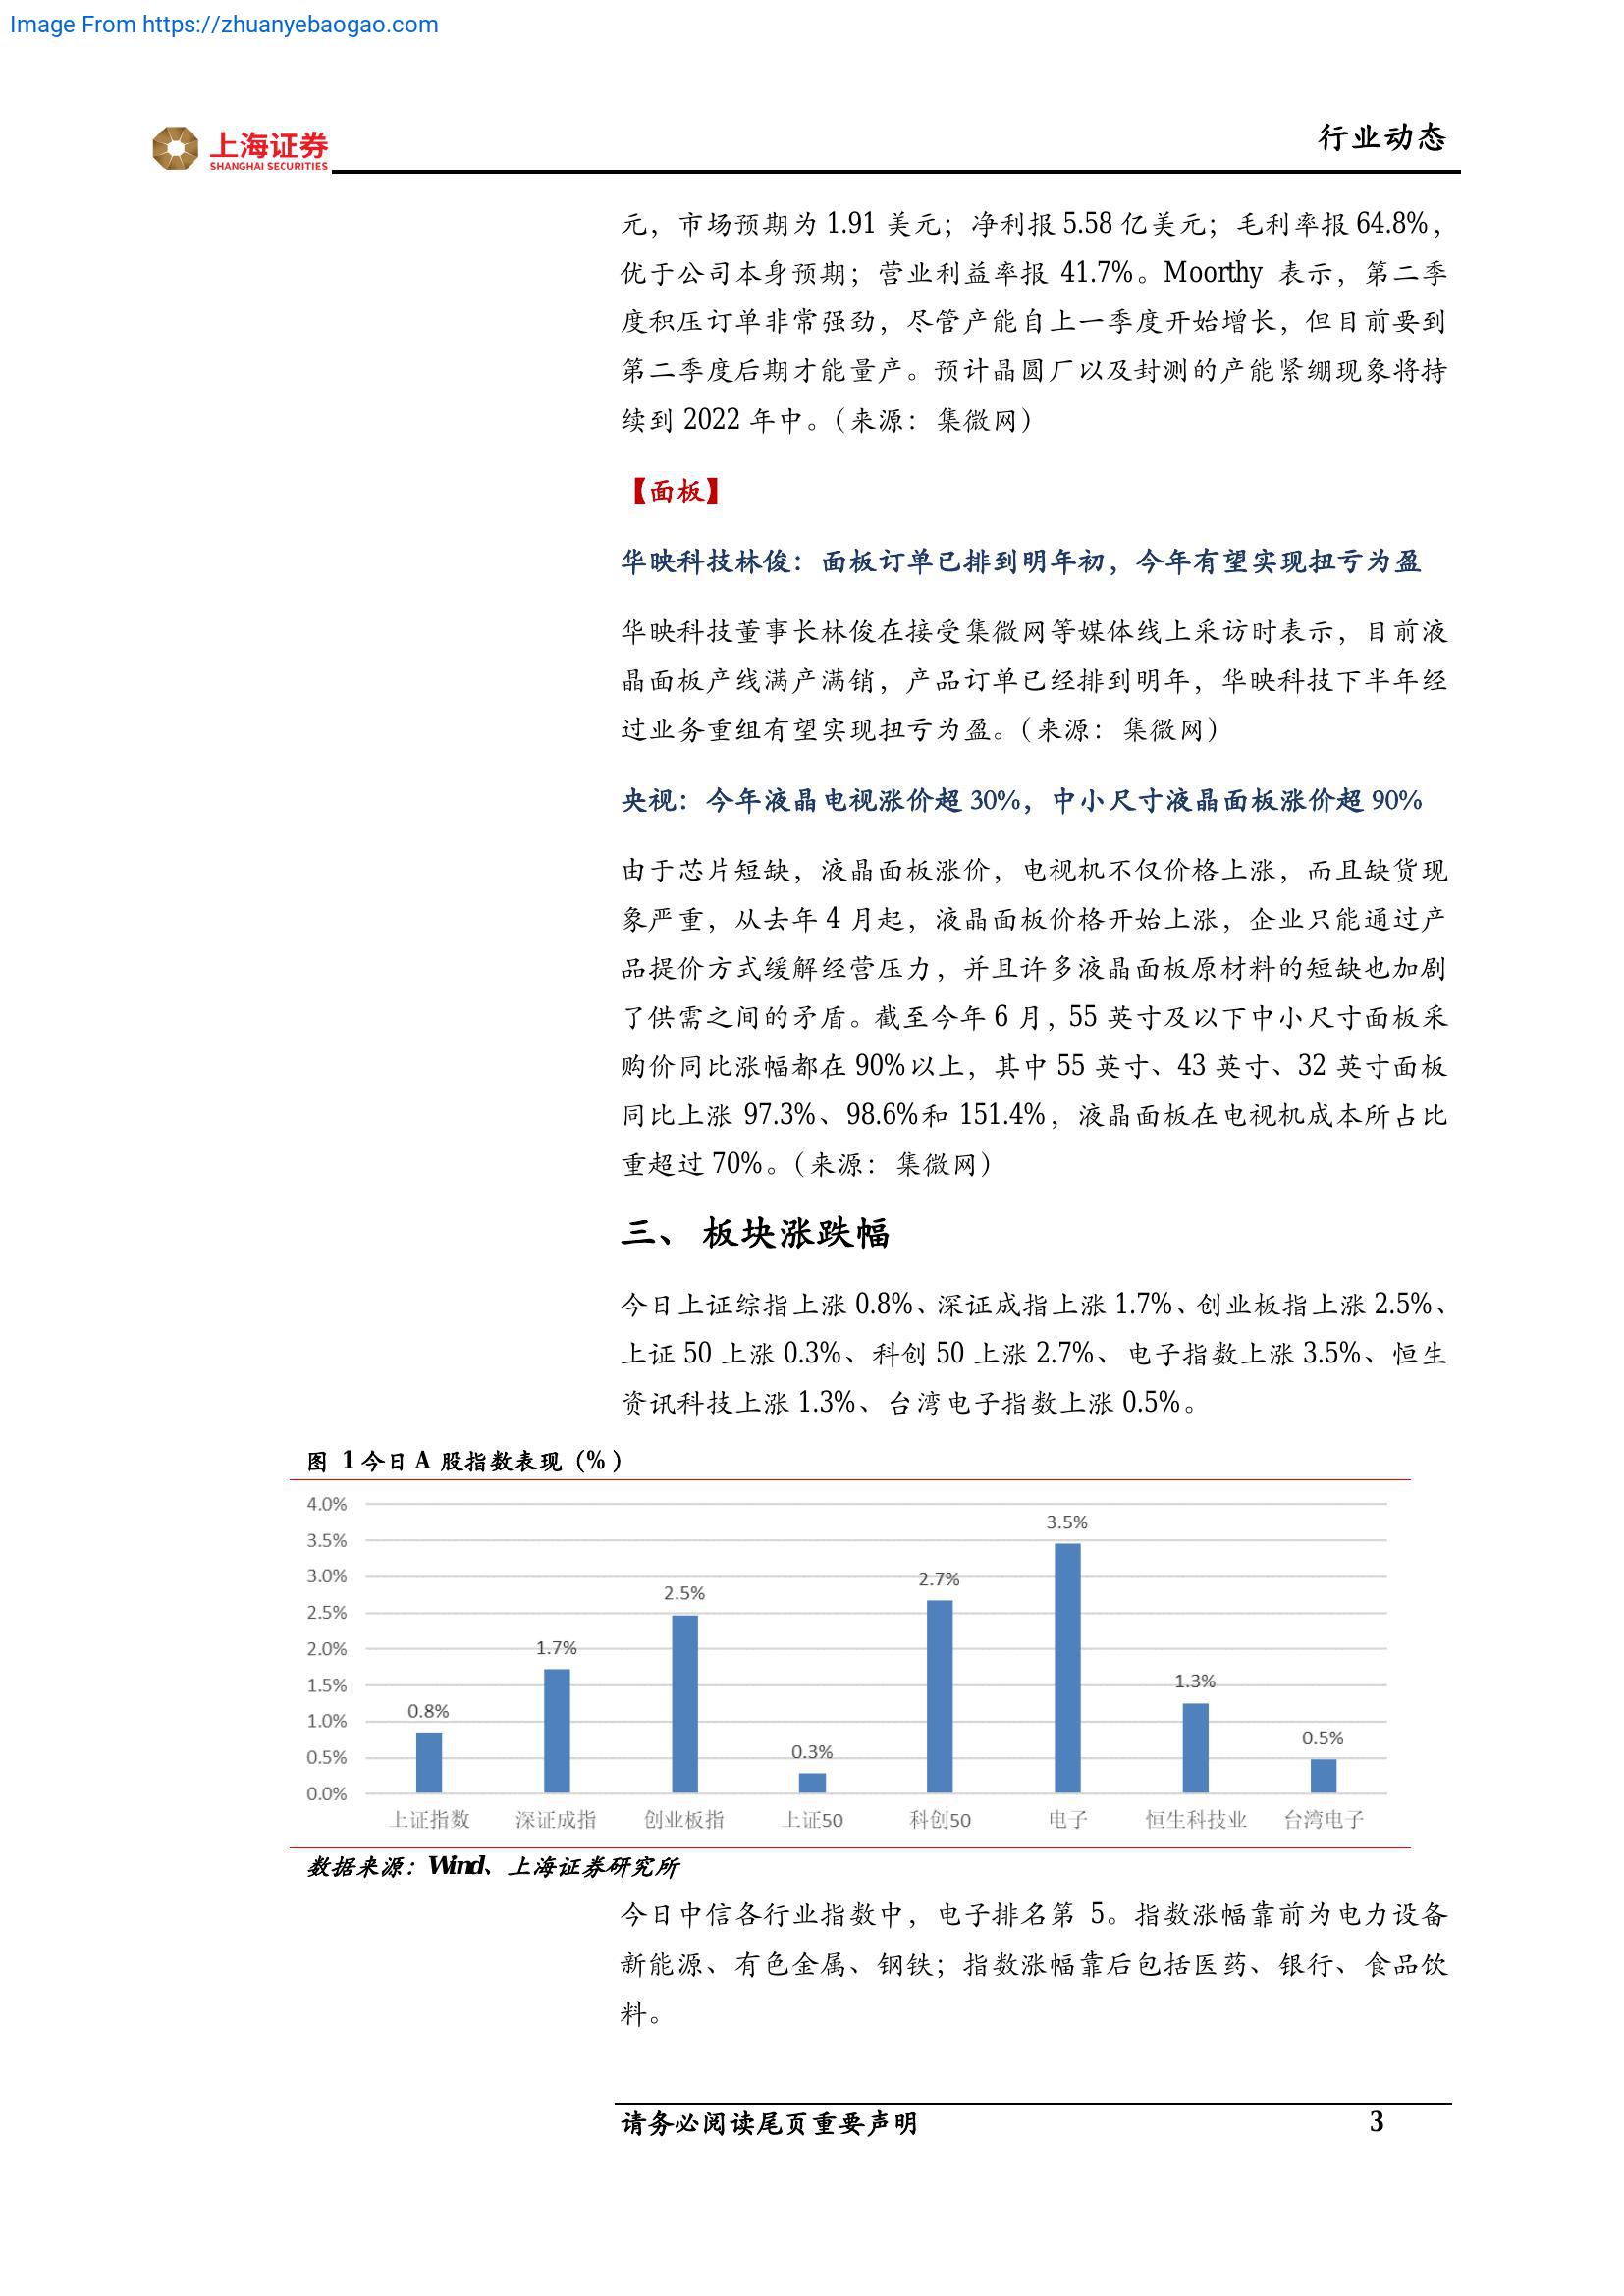 Image From https://zhuanyebaogao.com
上海证券
SHANGHAI SECURITIES
行业动态
元，市场预期为 1.91 美元；净利报 5.58 亿美元；毛利率报 64.8%，
优于公司本身预期；营业利益率报 41.7%。Moorthy 表示，第二季
度积压订单非常强劲，尽管产能自上一季度开始增长，但目前要到
第二季度后期才能量产。预计晶圆厂以及封测的产能紧绷现象将持
续到 2022 年中。（来源：集微网）
【面板】
华映科技林俊：面板订单已排到明年初，今年有望实现扭亏为盈
华映科技董事长林俊在接受集微网等媒体线上采访时表示，目前液
晶面板产线满产满销，产品订单已经排到明年，华映科技下半年经
过业务重组有望实现扭亏为盈。（来源：集微网）
央视：今年液晶电视涨价超 30%，中小尺寸液晶面板涨价超 90%
由于芯片短缺，液晶面板涨价，电视机不仅价格上涨，而且缺货现
象严重，从去年 4 月起，液晶面板价格开始上涨，企业只能通过产
品提价方式缓解经营压力，并且许多液晶面板原材料的短缺也加剧
了供需之间的矛盾。截至今年 6 月，55 英寸及以下中小尺寸面板采
购价同比涨幅都在 90%以上，其中 55 英寸、43 英寸、32 英寸面板
同比上涨 97.3%、98.6%和 151.4%，液晶面板在电视机成本所占比
重超过 70%。（来源：集微网）
三、 板块涨跌幅
今日上证综指上涨 0.8%、深证成指上涨 1.7%、创业板指上涨 2.5%、
上证 50 上涨 0.3%、科创 50 上涨 2.7%、电子指数上涨 3.5%、恒生
资讯科技上涨 1.3%、台湾电子指数上涨 0.5%。
图 1 今日 A 股指数表现（%）
4.0%
3.5%
3.0%
2.5%
2.0%
1.5%
1.0%
0.5%
0.0%
0.8%
1.7%
2.5%
0.3%
2.7%
3.5%
1.3%
0.5%
上证指数 深证成指 创业板指 上证50 科创50 电子 恒生科技业 台湾电子
数据来源：Wind、上海证券研究所
今日中信各行业指数中，电子排名第 5。指数涨幅靠前为电力设备
新能源、有色金属、钢铁；指数涨幅靠后包括医药、银行、食品饮
料。
请务必阅读尾页重要声明 3